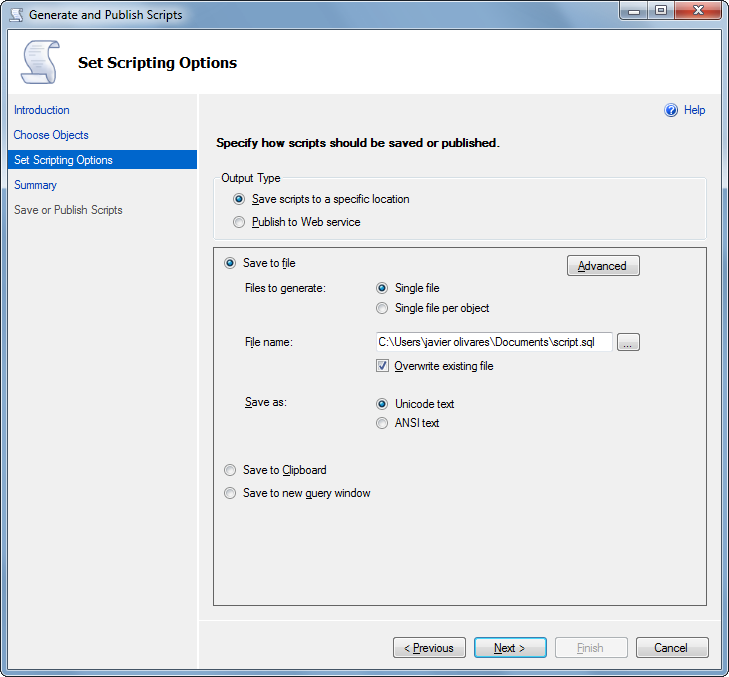 Generate and Publish Scripts
Set Scripting Options
Introduction
Choose Objects
Set Scripting Options
Summary
Save or Publish Scripts
Help
Specify how scripts should be saved or published.
Output Type
Save scripts to a specific location
Publish to Web service
Save to file
Advanced
Files to generate:
Single file
Single file per object
File name:
C:\Users\javier olivares\Documents\script.sql
...
Overwrite existing file
Save as:
Unicode text
ANSI text
Save to Clipboard
Save to new query window
< Previous
Next >
Finish
Cancel